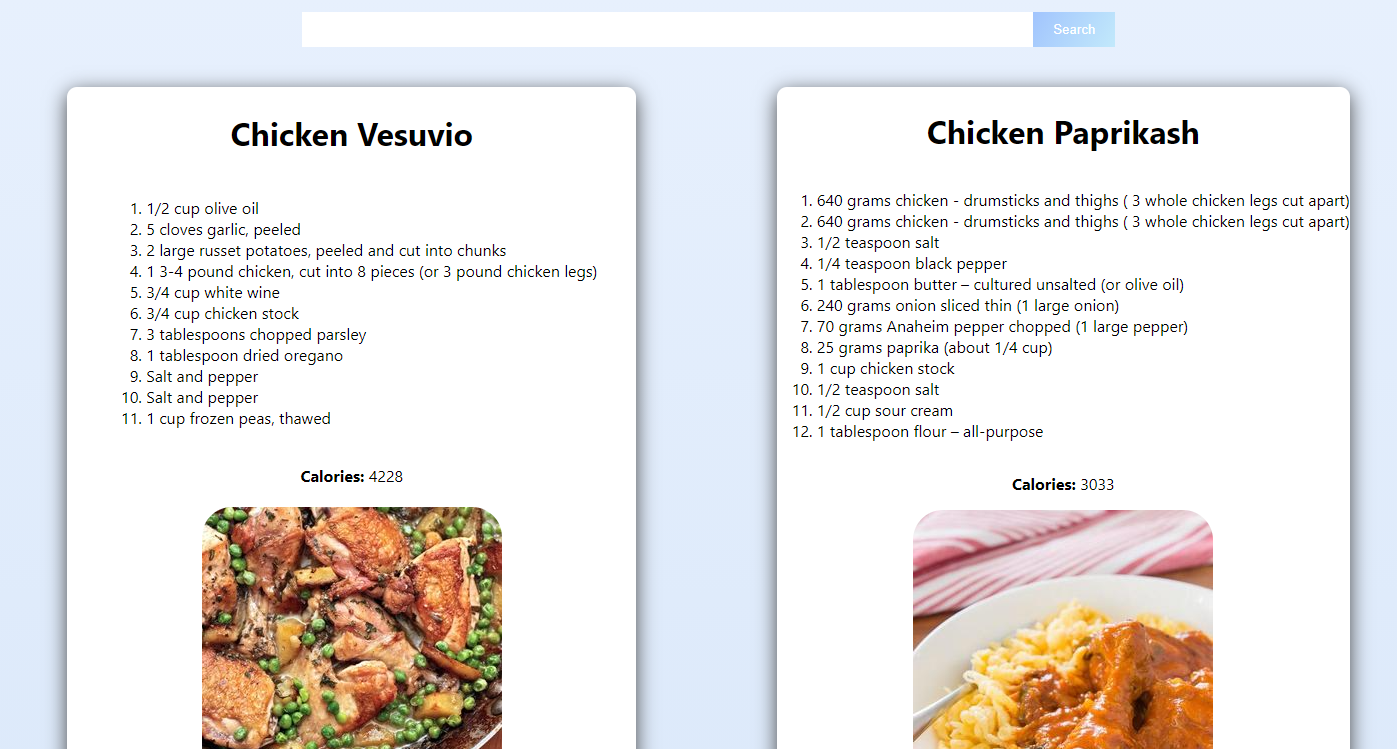 Search
Chicken Vesuvio
1. 1/2 cup olive oil
2. 5 cloves garlic, peeled
3. 2 large russet potatoes, peeled and cut into chunks
4. 1 3-4 pound chicken, cut into 8 pieces (or 3 pound chicken legs)
5. 3/4 cup white wine
6. 3/4 cup chicken stock
7. 3 tablespoons chopped parsley
8. 1 tablespoon dried oregano
9. Salt and pepper
10. Salt and pepper
11. 1 cup frozen peas, thawed
Calories: 4228
Chicken Paprikash
1. 640 grams chicken - drumsticks and thighs ( 3 whole chicken legs cut apart)
2. 640 grams chicken - drumsticks and thighs ( 3 whole chicken legs cut apart)
3. 1/2 teaspoon salt
4. 1/4 teaspoon black pepper
5. 1 tablespoon butter – cultured unsalted (or olive oil)
6. 240 grams onion sliced thin (1 large onion)
7. 70 grams Anaheim pepper chopped (1 large pepper)
8. 25 grams paprika (about 1/4 cup)
9. 1 cup chicken stock
10. 1/2 teaspoon salt
11. 1/2 cup sour cream
12. 1 tablespoon flour – all-purpose
Calories: 3033